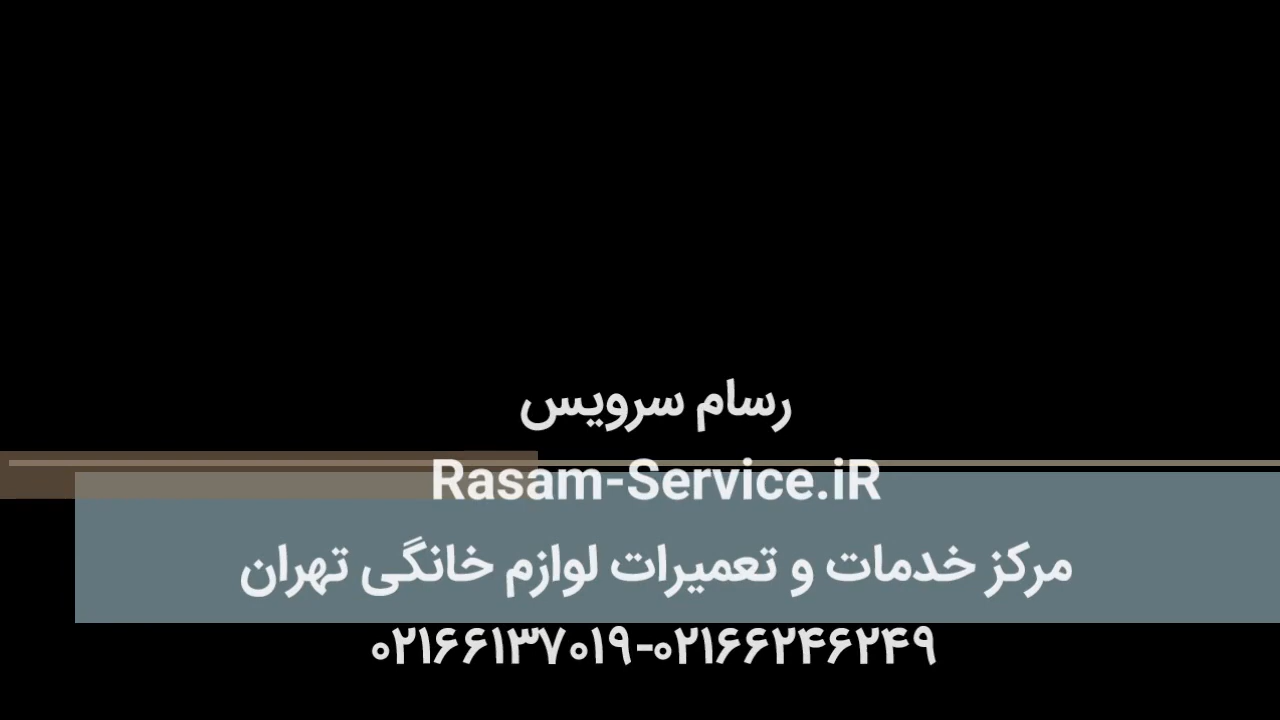 رسام سرویس
Rasam-Service.iR
مرکز خدمات و تعمیرات لوازم خانگی تهران
۰۲۱۶۶۱۳۷۰۱۹-۰۲۱۶۶۲۴۶۲۴۹